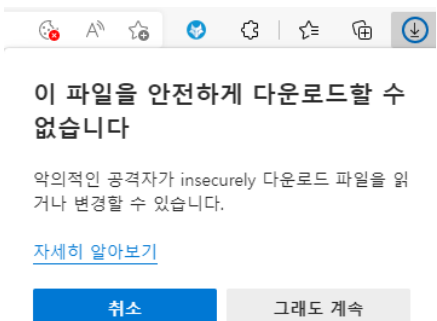 이 파일을 안전하게 다운로드할 수
없습니다
악의적인 공격자가 insecurely 다운로드 파일을 읽
거나 변경할 수 있습니다.
자세히 알아보기
취소
그래도 계속